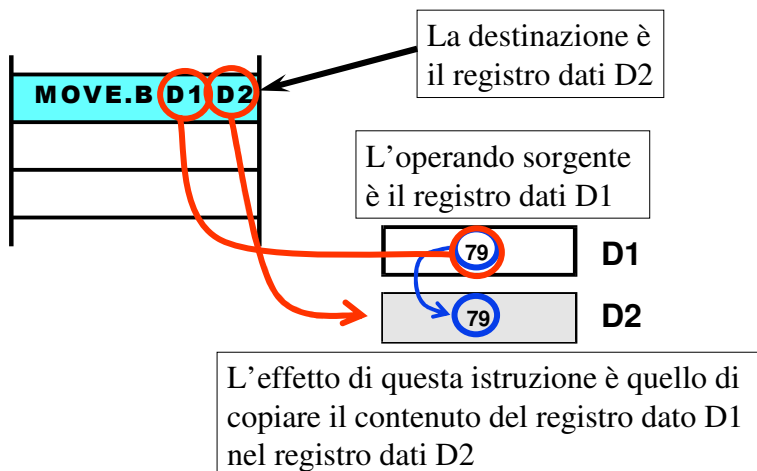 La destinazione è
il registro dati D2
MOVE.B D1 D2
L'operando sorgente
è il registro dati D1
79 D1
79 D2
L'effetto di questa istruzione è quello di
copiare il contenuto del registro dato D1
nel registro dati D2